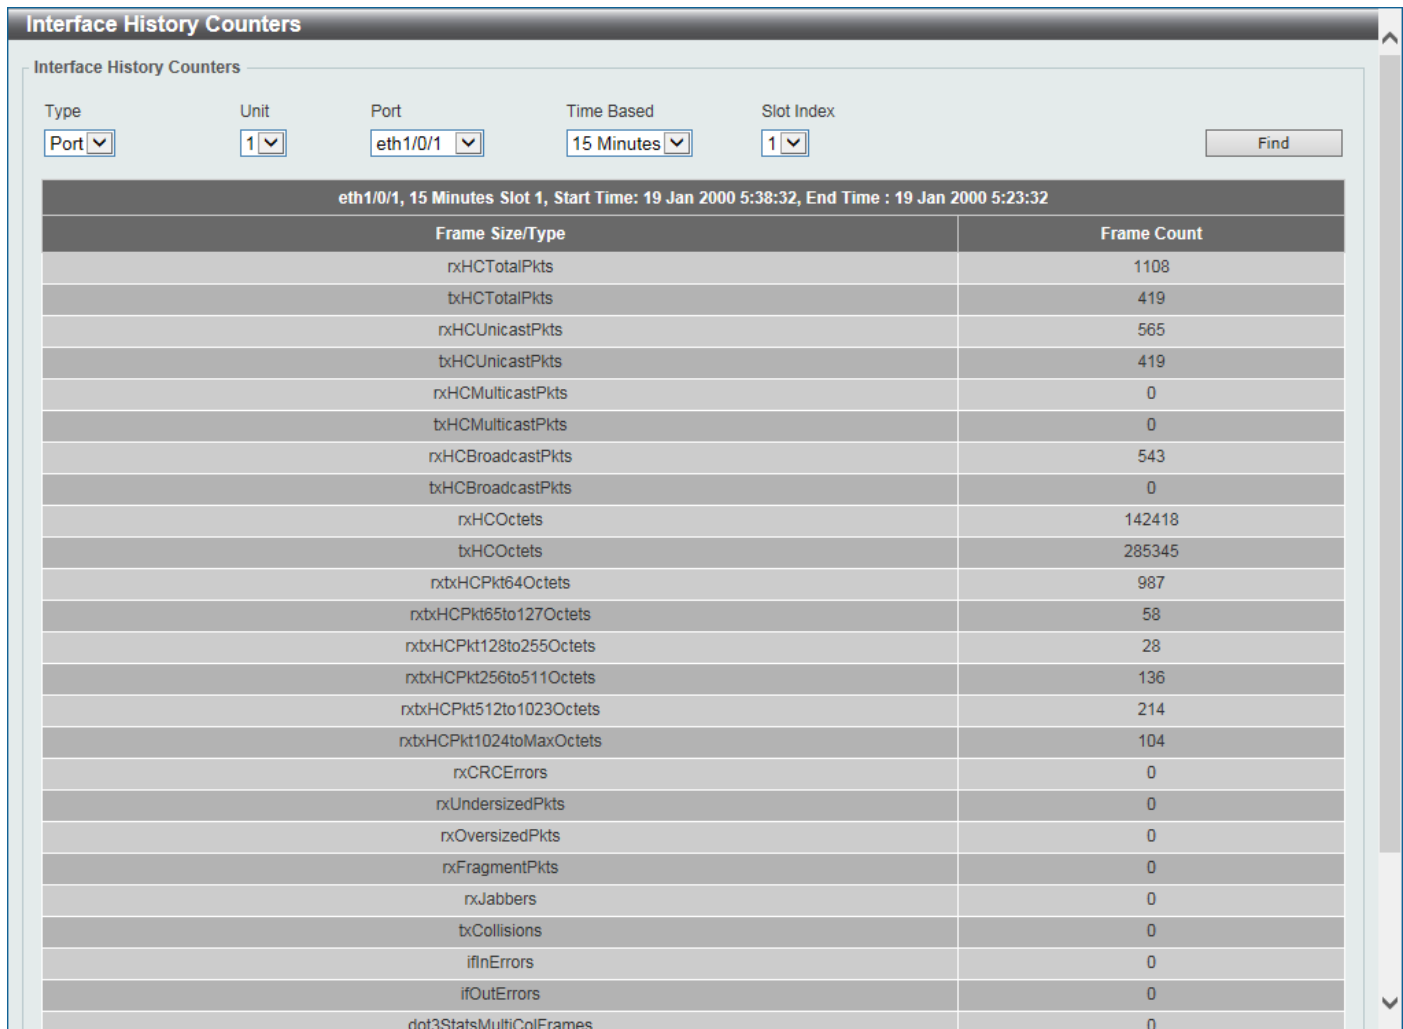 Interface History Counters
Interface History Counters
Type Unit Port Time Based Slot Index
Port 1 eth1/0/1 15 Minutes 1 Find
eth1/0/1, 15 Minutes Slot 1, Start Time: 19 Jan 2000 5:38:32, End Time : 19 Jan 2000 5:23:32
Frame Size/Type Frame Count
rxHCTotalPkts 1108
txHCTotalPkts 419
rxHCUnicastPkts 565
txHCUnicastPkts 419
rxHCMulticastPkts 0
txHCMulticastPkts 0
rxHCBroadcastPkts 543
txHCBroadcastPkts 0
rxHCOctets 142418
txHCOctets 285345
rxtxHCPkt64Octets 987
rxtxHCPkt65to127Octets 58
rxtxHCPkt128to255Octets 28
rxtxHCPkt256to511Octets 136
rxtxHCPkt512to1023Octets 214
rxtxHCPkt1024toMaxOctets 104
rxCRCErrors 0
rxUndersizedPkts 0
rxOversizedPkts 0
rxFragmentPkts 0
rxJabbers 0
txCollisions 0
ifInErrors 0
ifOutErrors 0
dot3StatsMultiColFrames 0